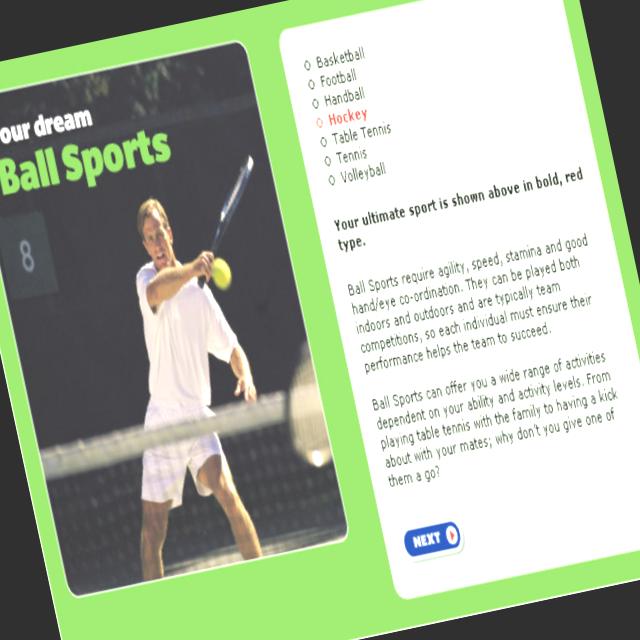 our dream
Ball Sports
8
Basketball
Football
Handball
Hockey
Table Tennis
Tennis
Volleyball
Your ultimate sport is shown above in bold, red
type.
Ball Sports require agility, speed, stamina and good
hand/eye co-ordination. They can be played both
indoors and outdoors and are typically team
competitions, so each individual must ensure their
performance helps the team to succeed.
Ball Sports can offer you a wide range of activities
dependent on your ability and activity levels. From
playing table tennis with the family to having a kick
about with your mates; why don't you give one of
them a go?
NEXT